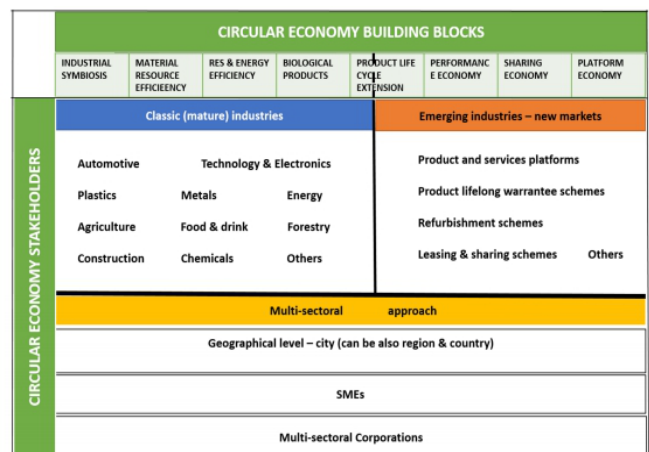 CIRCULAR ECONOMY BUILDING BLOCKS
INDUSTRIAL
SYMBIOSIS
MATERIAL
RESOURCE
EFFICIEENCY
RES & ENERGY
EFFICIENCY
BIOLOGICAL
PRODUCTS
PRODUCT LIFE
CYCLE
EXTENSION
PERFORMANC
E ECONOMY
SHARING
ECONOMY
PLATFORM
ECONOMY
CIRCULAR ECONOMY STAKEHOLDERS
Classic (mature) industries
Emerging industries – new markets
Automotive Technology & Electronics
Plastics Metals Energy
Agriculture Food & drink Forestry
Construction Chemicals Others
Product and services platforms
Product lifelong warrantee schemes
Refurbishment schemes
Leasing & sharing schemes Others
Multi-sectoral approach
Geographical level – city (can be also region & country)
SMEs
Multi-sectoral Corporations